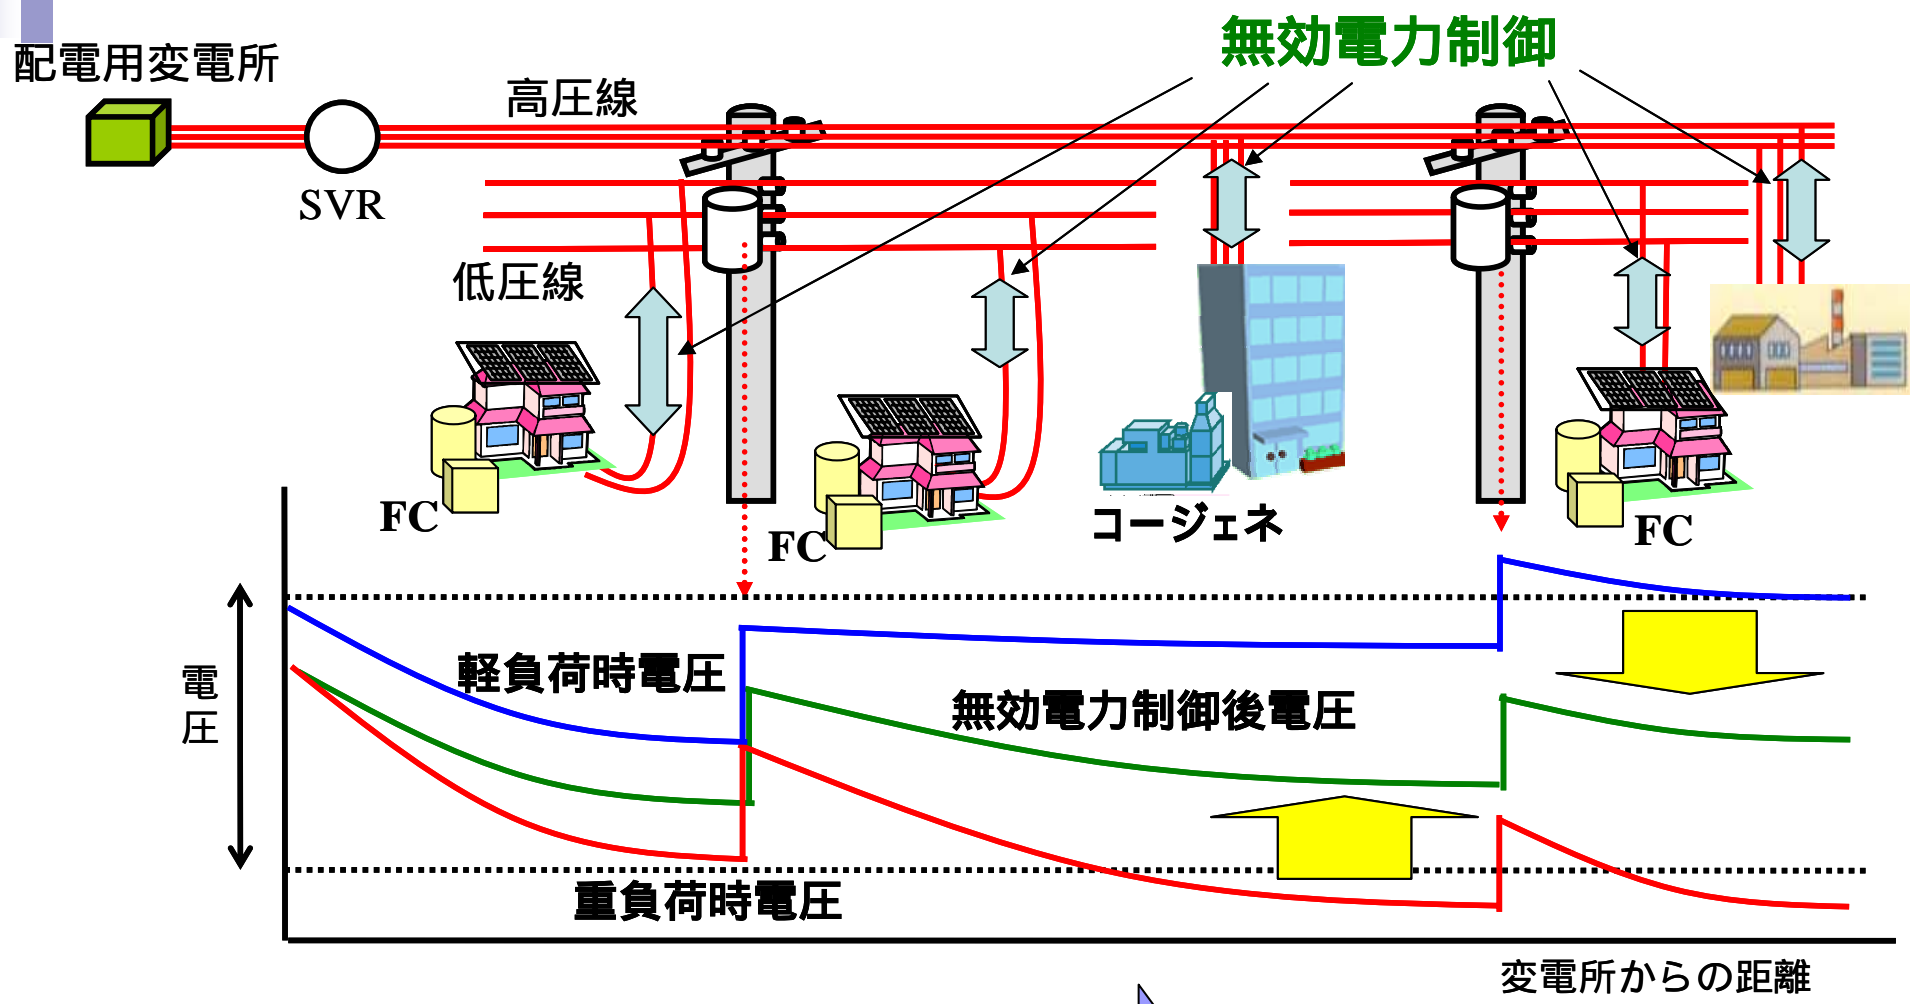 無効電力制御
配電用変電所
高圧線
SVR
低圧線
FC
FC
コージェネ
FC
電圧
軽負荷時電圧
無効電力制御後電圧
重負荷時電圧
変電所からの距離